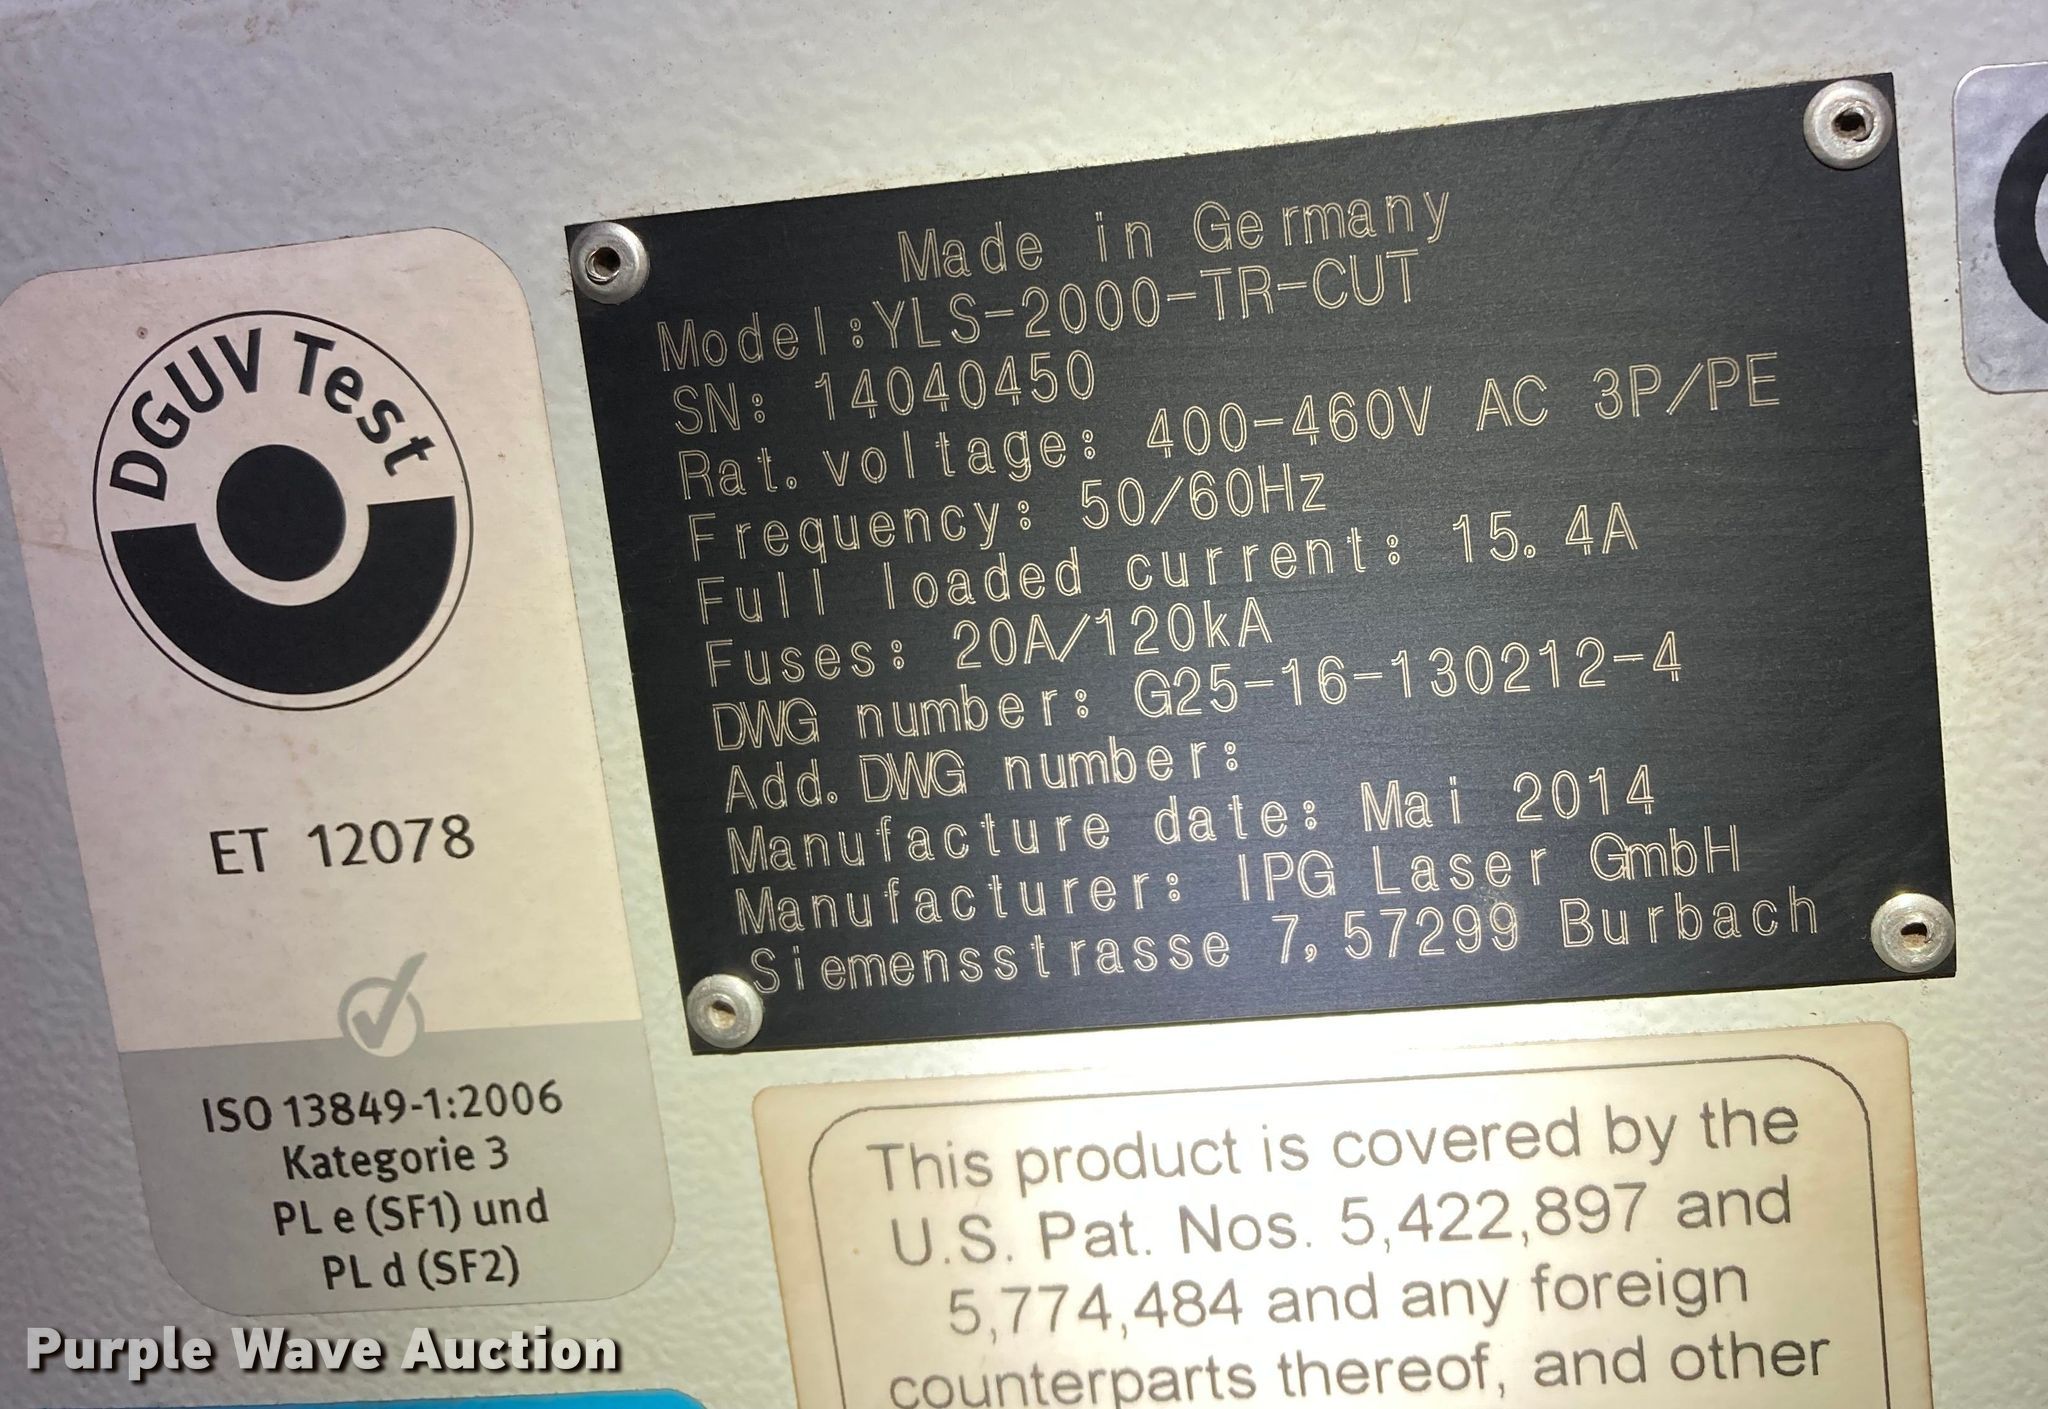 Made in Germany
Model:YLS-2000-TR-CUT
SN: 14040450
Rat.voltage: 400-460V AC 3P/PE
Frequency: 50/60Hz
Full loaded current: 15.4A
Fuses: 20A/120kA
DWG number: G25-16-130212-4
Add.DWG number:
Manufacture date: Mai 2014
Manufacturer: IPG Laser GmbH
Siemensstrasse 7,57299 Burbach
DGUV Test
ET 12078
ISO 13849-1:2006
Kategorie 3
PL e (SF1) und
PL d (SF2)
This product is covered by the
U.S. Pat. Nos. 5,422,897 and
5,774,484 and any foreign
counterparts thereof, and other
Purple Wave Auction